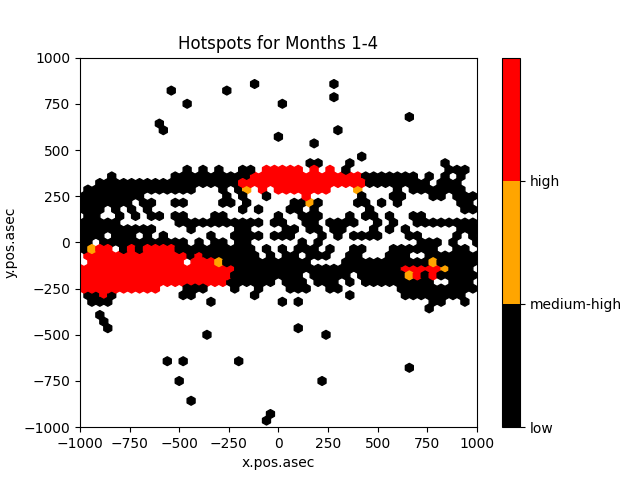 Hotspots for Months 1-4
1000
750
500
250
0
−250
−500
−750
−1000
y.pos.asec
−1000 −750 −500 −250 0 250 500 750 1000
x.pos.asec
high
medium-high
low